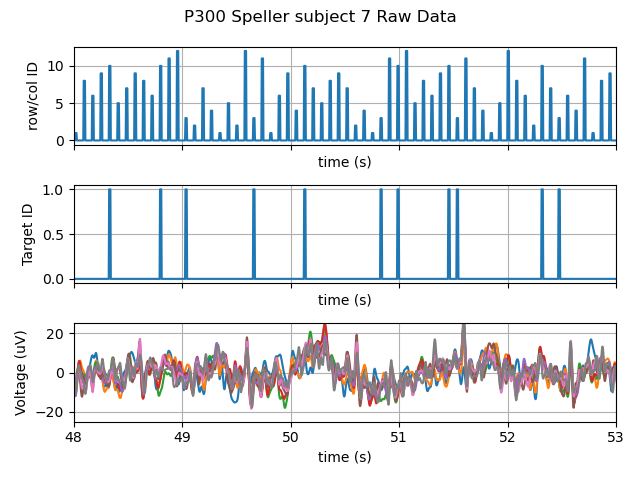 P300 Speller subject 7 Raw Data
10
5
0
row/col ID
time (s)
1.0
0.5
0.0
Target ID
time (s)
20
0
−20
Voltage (uV)
48 49 50 51 52 53
time (s)